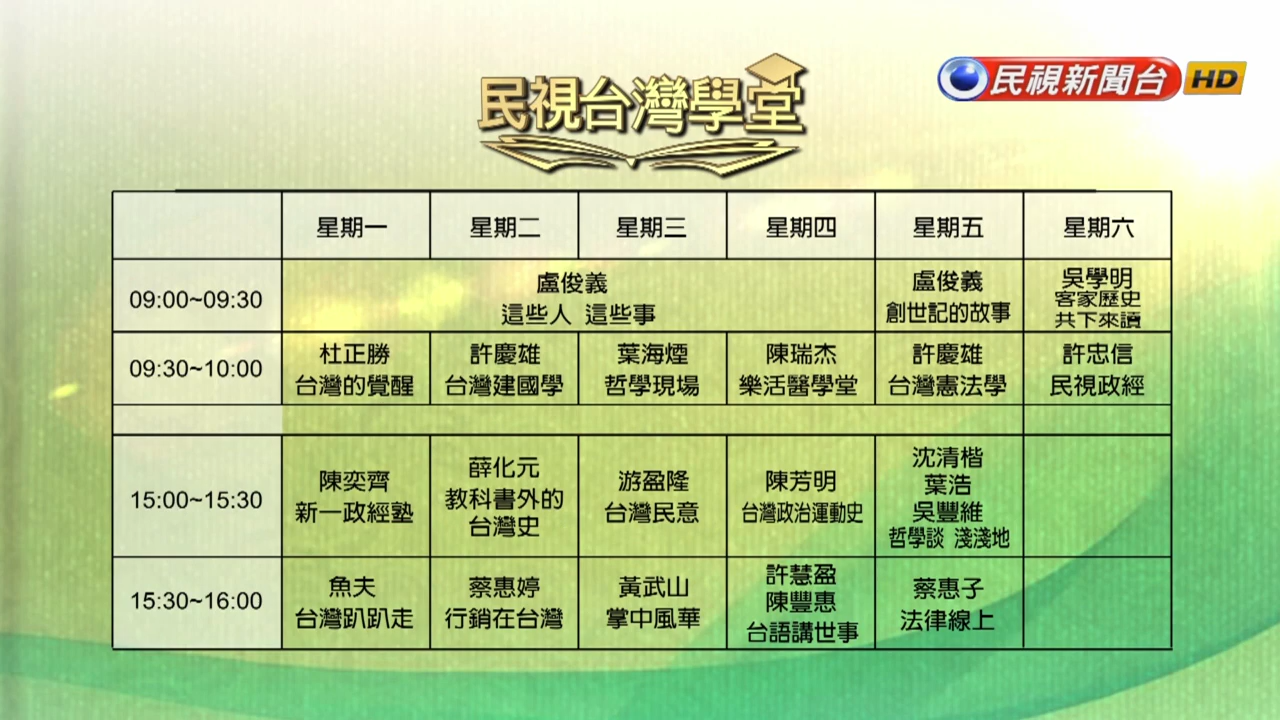 民視台灣學堂
民視新聞台 HD
星期一 星期二 星期三 星期四 星期五 星期六
09:00~09:30
盧俊義
這些人 這些事
盧俊義
創世記的故事
吳學明
客家歷史
共下來讀
09:30~10:00
杜正勝
台灣的覺醒
許慶雄
台灣建國學
葉海煙
哲學現場
陳瑞杰
樂活醫學堂
許慶雄
台灣憲法學
許忠信
民視政經
15:00~15:30
陳奕齊
新一政經塾
薛化元
教科書外的
台灣史
游盈隆
台灣民意
陳芳明
台灣政治運動史
沈清楷
葉浩
吳豐維
哲學談 淺淺地
15:30~16:00
魚夫
台灣趴趴走
蔡惠婷
行銷在台灣
黃武山
掌中風華
許慧盈
陳豐惠
台語講世事
蔡惠子
法律線上